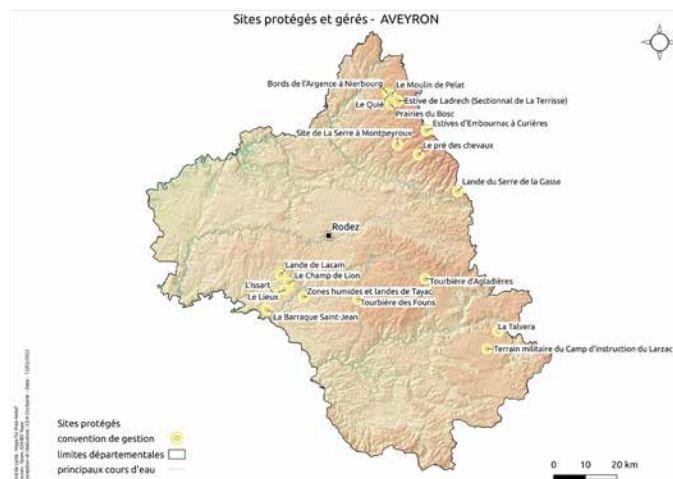 Sites protégés et gérés - AVEYRON
Bords de l'Argence à Nierbourg
Le Moulin de Pelat
Estive de Ladrech (Sectionnal de La Terrisse)
Le Quié
Prairies du Bosc
Estives d'Embournac à Curières
Site de La Serre à Montpeyroux
Le pré des chevaux
Lande du Serre de la Gasse
Rodez
Lande de Lacam
Le Champ de Lion
L'Issart
Le Lieux
Zones humides et landes de Tayac
Tourbière d'Agladières
Tourbière des Founs
La Barraque Saint-Jean
La Talvera
Terrain militaire du Camp d'instruction du Larzac
Sites protégés
convention de gestion
limites départementales
principaux cours d'eau
0 10 20 km